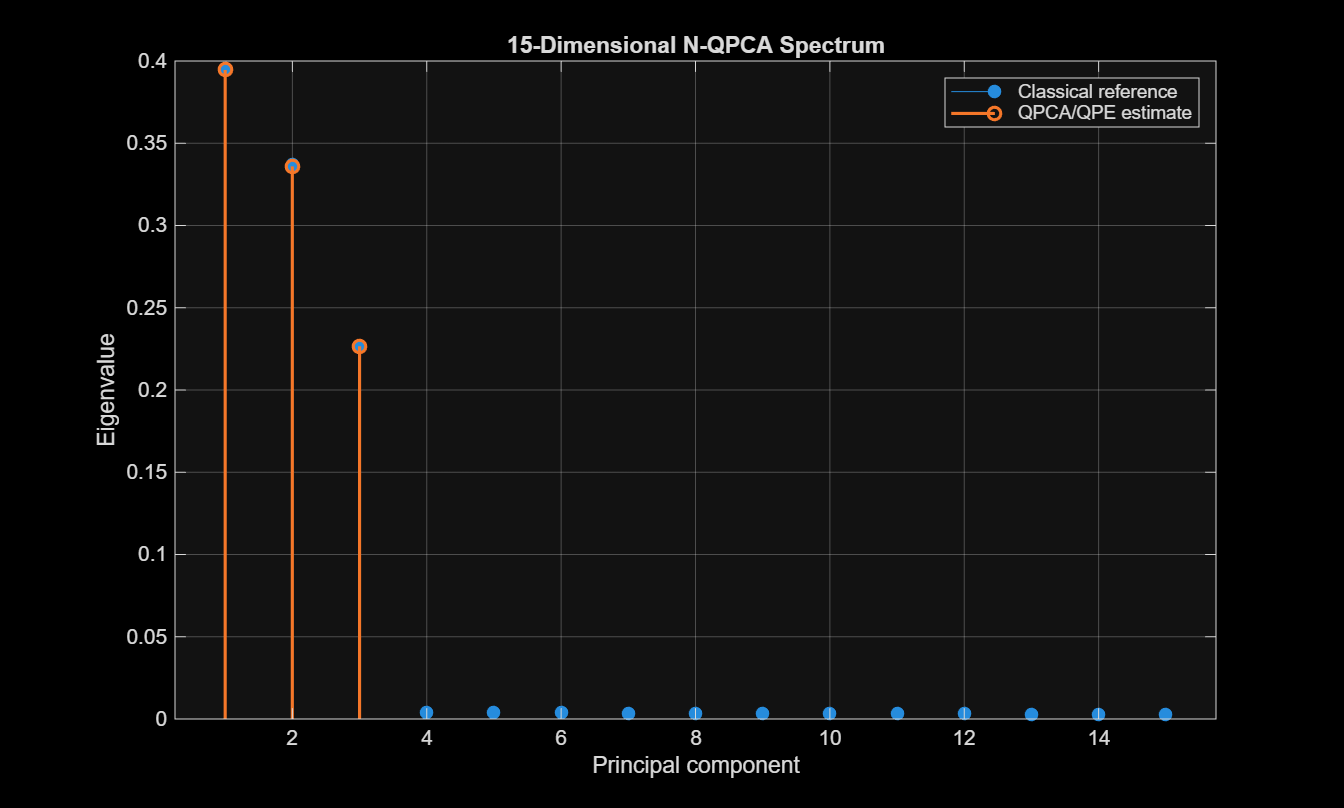 15-Dimensional N-QPCA Spectrum
0.4
0.35
0.3
0.25
0.2
0.15
0.1
0.05
0
Eigenvalue
Classical reference
QPCA/QPE estimate
2 4 6 8 10 12 14
Principal component